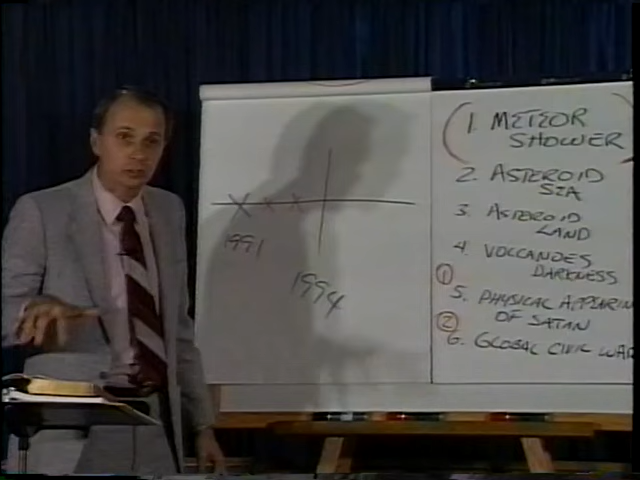 1991
1994
1. METEOR
SHOWER
2. ASTEROID
SEA
3. ASTEROID
LAND
4. VOLCANOES
DARKNESS
①
5. PHYSICAL APPEARIN
OF SATAN
②
6. GLOBAL CIVIL WAR